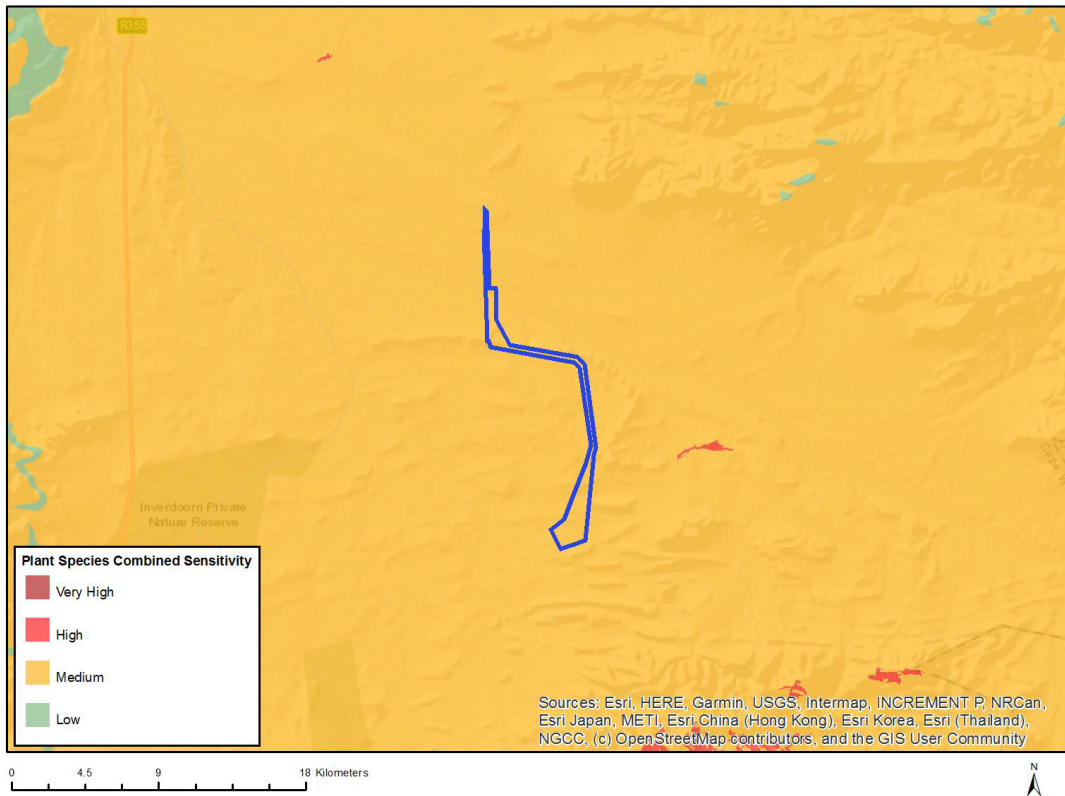 R355
Inverdoorn Private
Nature Reserve
Plant Species Combined Sensitivity
Very High
High
Medium
Low
Sources: Esri, HERE, Garmin, USGS, Intermap, INCREMENT P, NRCan,
Esri Japan, METI, Esri China (Hong Kong), Esri Korea, Esri (Thailand),
NGCC, (c) OpenStreetMap contributors, and the GIS User Community
0 4.5 9 18 Kilometers
N